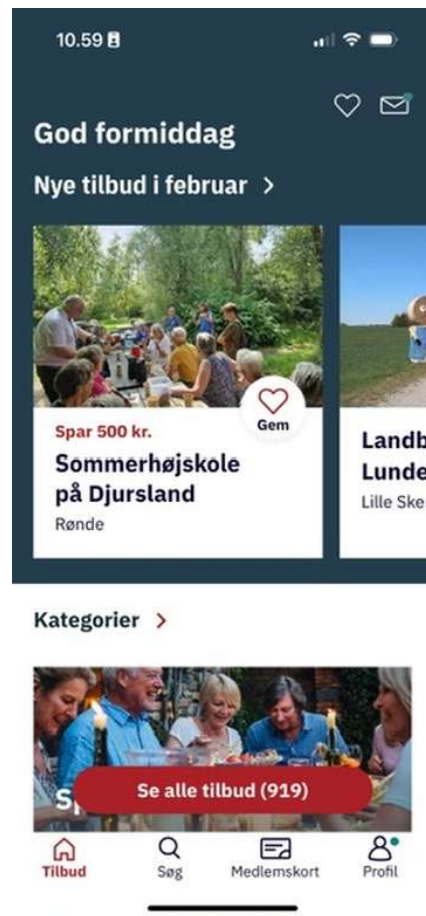 10.59
God formiddag
Nye tilbud i februar >
Spar 500 kr.
Gem
Sommerhøjskole
på Djursland
Rønde
Landb
Lunde
Lille Ske
Kategorier >
Sp
Se alle tilbud (919)
Tilbud
Søg
Medlemskort
Profil